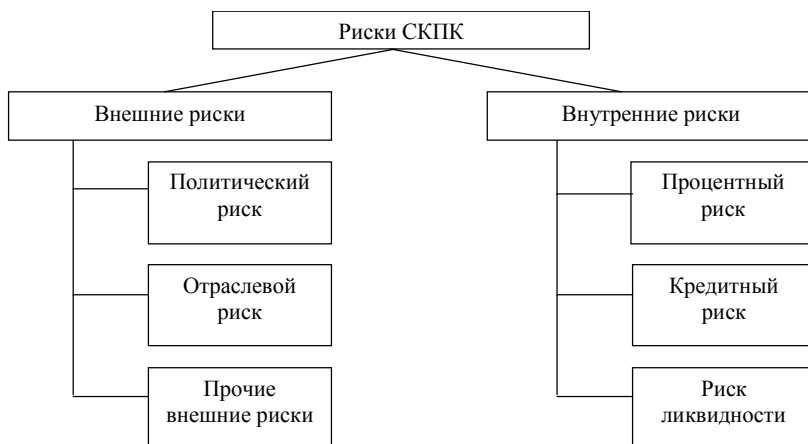 Риски СКПК
Внешние риски
Политический
риск
Отраслевой
риск
Прочие
внешние риски
Внутренние риски
Процентный
риск
Кредитный
риск
Риск
ликвидности